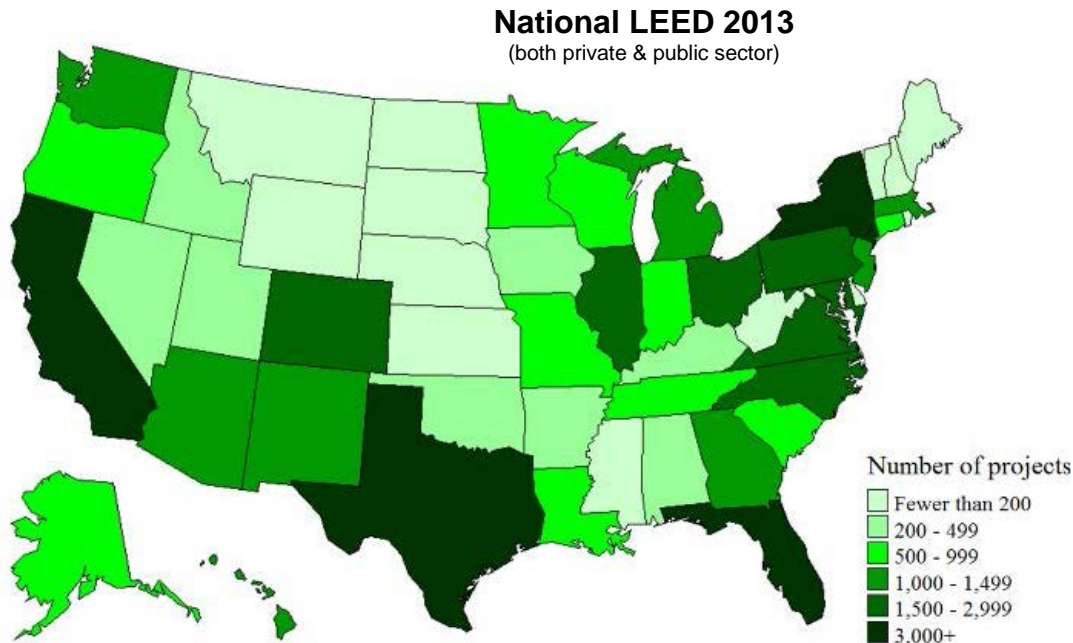 National LEED 2013
(both private & public sector)
Number of projects
Fewer than 200
200 - 499
500 - 999
1,000 - 1,499
1,500 - 2,999
3,000+